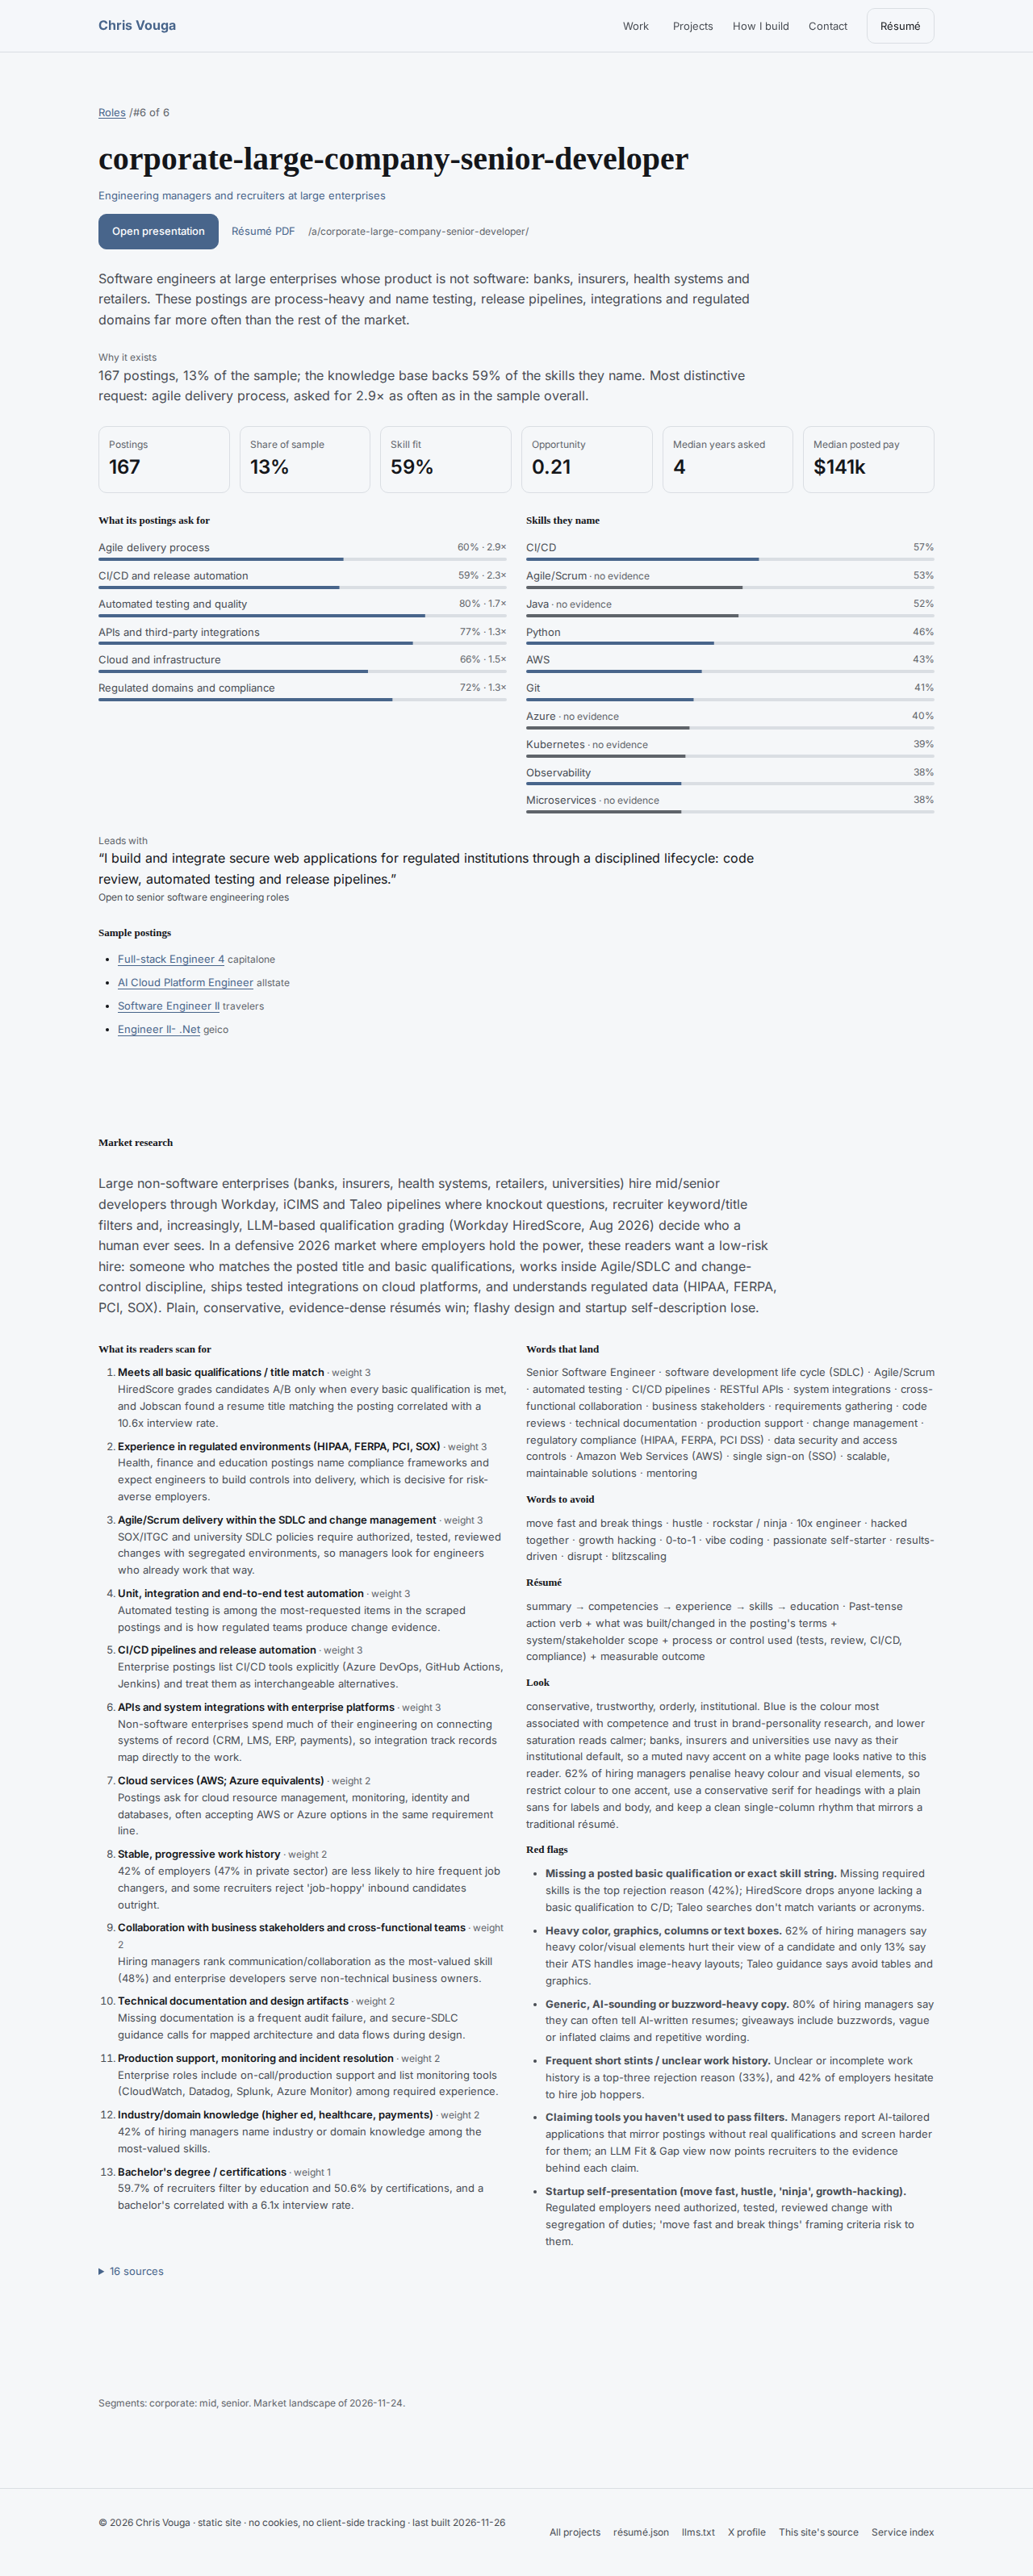 Chris Vouga
Work
Projects
How I build
Contact
Résumé
Roles /#6 of 6
corporate-large-company-senior-developer
Engineering managers and recruiters at large enterprises
Open presentation
Résumé PDF
/a/corporate-large-company-senior-developer/
Software engineers at large enterprises whose product is not software: banks, insurers, health systems and
retailers. These postings are process-heavy and name testing, release pipelines, integrations and regulated
domains far more often than the rest of the market.
Why it exists
167 postings, 13% of the sample; the knowledge base backs 59% of the skills they name. Most distinctive
request: agile delivery process, asked for 2.9× as often as in the sample overall.
Postings
167
Share of sample
13%
Skill fit
59%
Opportunity
0.21
Median years asked
4
Median posted pay
$141k
What its postings ask for
Agile delivery process 60% · 2.9×
CI/CD and release automation 59% · 2.3×
Automated testing and quality 80% · 1.7×
APIs and third-party integrations 77% · 1.3×
Cloud and infrastructure 66% · 1.5×
Regulated domains and compliance 72% · 1.3×
Skills they name
CI/CD 57%
Agile/Scrum · no evidence 53%
Java · no evidence 52%
Python 46%
AWS 43%
Git 41%
Azure · no evidence 40%
Kubernetes · no evidence 39%
Observability 38%
Microservices · no evidence 38%
Leads with
“I build and integrate secure web applications for regulated institutions through a disciplined lifecycle: code
review, automated testing and release pipelines.”
Open to senior software engineering roles
Sample postings
• Full-stack Engineer 4 capitalone
• AI Cloud Platform Engineer allstate
• Software Engineer II travelers
• Engineer II- .Net geico
Market research
Large non-software enterprises (banks, insurers, health systems, retailers, universities) hire mid/senior
developers through Workday, iCIMS and Taleo pipelines where knockout questions, recruiter keyword/title
filters and, increasingly, LLM-based qualification grading (Workday HiredScore, Aug 2026) decide who a
human ever sees. In a defensive 2026 market where employers hold the power, these readers want a low-risk
hire: someone who matches the posted title and basic qualifications, works inside Agile/SDLC and change-
control discipline, ships tested integrations on cloud platforms, and understands regulated data (HIPAA, FERPA,
PCI, SOX). Plain, conservative, evidence-dense résumés win; flashy design and startup self-description lose.
What its readers scan for
1. Meets all basic qualifications / title match · weight 3
HiredScore grades candidates A/B only when every basic qualification is met,
and Jobscan found a resume title matching the posting correlated with a
10.6x interview rate.
2. Experience in regulated environments (HIPAA, FERPA, PCI, SOX) · weight 3
Health, finance and education postings name compliance frameworks and
expect engineers to build controls into delivery, which is decisive for risk-
averse employers.
3. Agile/Scrum delivery within the SDLC and change management · weight 3
SOX/ITGC and university SDLC policies require authorized, tested, reviewed
changes with segregated environments, so managers look for engineers
who already work that way.
4. Unit, integration and end-to-end test automation · weight 3
Automated testing is among the most-requested items in the scraped
postings and is how regulated teams produce change evidence.
5. CI/CD pipelines and release automation · weight 3
Enterprise postings list CI/CD tools explicitly (Azure DevOps, GitHub Actions,
Jenkins) and treat them as interchangeable alternatives.
6. APIs and system integrations with enterprise platforms · weight 3
Non-software enterprises spend much of their engineering on connecting
systems of record (CRM, LMS, ERP, payments), so integration track records
map directly to the work.
7. Cloud services (AWS; Azure equivalents) · weight 2
Postings ask for cloud resource management, monitoring, identity and
databases, often accepting AWS or Azure options in the same requirement
line.
8. Stable, progressive work history · weight 2
42% of employers (47% in private sector) are less likely to hire frequent job
changers, and some recruiters reject 'job-hoppy' inbound candidates
outright.
9. Collaboration with business stakeholders and cross-functional teams · weight
2
Hiring managers rank communication/collaboration as the most-valued skill
(48%) and enterprise developers serve non-technical business owners.
10. Technical documentation and design artifacts · weight 2
Missing documentation is a frequent audit failure, and secure-SDLC
guidance calls for mapped architecture and data flows during design.
11. Production support, monitoring and incident resolution · weight 2
Enterprise roles include on-call/production support and list monitoring tools
(CloudWatch, Datadog, Splunk, Azure Monitor) among required experience.
12. Industry/domain knowledge (higher ed, healthcare, payments) · weight 2
42% of hiring managers name industry or domain knowledge among the
most-valued skills.
13. Bachelor's degree / certifications · weight 1
59.7% of recruiters filter by education and 50.6% by certifications, and a
bachelor's correlated with a 6.1x interview rate.
Words that land
Senior Software Engineer · software development life cycle (SDLC) · Agile/Scrum
· automated testing · CI/CD pipelines · RESTful APIs · system integrations · cross-
functional collaboration · business stakeholders · requirements gathering · code
reviews · technical documentation · production support · change management ·
regulatory compliance (HIPAA, FERPA, PCI DSS) · data security and access
controls · Amazon Web Services (AWS) · single sign-on (SSO) · scalable,
maintainable solutions · mentoring
Words to avoid
move fast and break things · hustle · rockstar / ninja · 10x engineer · hacked
together · growth hacking · 0-to-1 · vibe coding · passionate self-starter · results-
driven · disrupt · blitzscaling
Résumé
summary → competencies → experience → skills → education · Past-tense
action verb + what was built/changed in the posting's terms +
system/stakeholder scope + process or control used (tests, review, CI/CD,
compliance) + measurable outcome
Look
conservative, trustworthy, orderly, institutional. Blue is the colour most
associated with competence and trust in brand-personality research, and lower
saturation reads calmer; banks, insurers and universities use navy as their
institutional default, so a muted navy accent on a white page looks native to this
reader. 62% of hiring managers penalise heavy colour and visual elements, so
restrict colour to one accent, use a conservative serif for headings with a plain
sans for labels and body, and keep a clean single-column rhythm that mirrors a
traditional résumé.
Red flags
• Missing a posted basic qualification or exact skill string. Missing required
skills is the top rejection reason (42%); HiredScore drops anyone lacking a
basic qualification to C/D; Taleo searches don't match variants or acronyms.
• Heavy color, graphics, columns or text boxes. 62% of hiring managers say
heavy color/visual elements hurt their view of a candidate and only 13% say
their ATS handles image-heavy layouts; Taleo guidance says avoid tables and
graphics.
• Generic, AI-sounding or buzzword-heavy copy. 80% of hiring managers say
they can often tell AI-written resumes; giveaways include buzzwords, vague
or inflated claims and repetitive wording.
• Frequent short stints / unclear work history. Unclear or incomplete work
history is a top-three rejection reason (33%), and 42% of employers hesitate
to hire job hoppers.
• Claiming tools you haven't used to pass filters. Managers report AI-tailored
applications that mirror postings without real qualifications and screen harder
for them; an LLM Fit & Gap view now points recruiters to the evidence
behind each claim.
• Startup self-presentation (move fast, hustle, 'ninja', growth-hacking).
Regulated employers need authorized, tested, reviewed change with
segregation of duties; 'move fast and break things' framing criteria risk to
them.
▶ 16 sources
Segments: corporate: mid, senior. Market landscape of 2026-11-24.
© 2026 Chris Vouga · static site · no cookies, no client-side tracking · last built 2026-11-26
All projects
résumé.json
llms.txt
X profile
This site's source
Service index